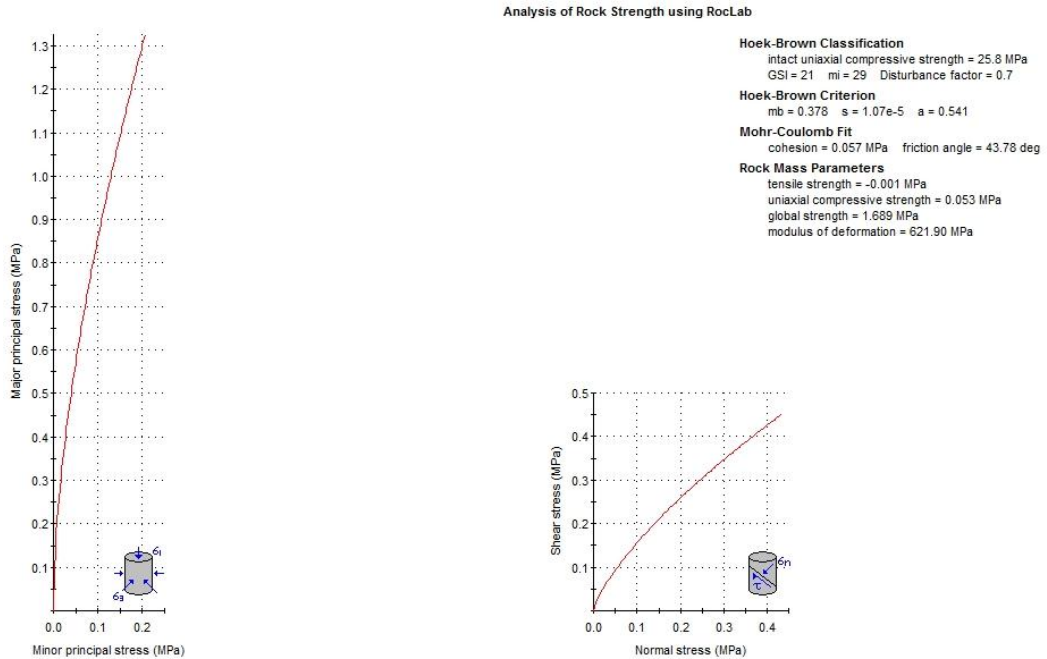 Analysis of Rock Strength using RocLab
Hoek-Brown Classification
intact uniaxial compressive strength = 25.8 MPa
GSI = 21 mi = 29 Disturbance factor = 0.7
Hoek-Brown Criterion
mb = 0.378 s = 1.07e-5 a = 0.541
Mohr-Coulomb Fit
cohesion = 0.057 MPa friction angle = 43.78 deg
Rock Mass Parameters
tensile strength = -0.001 MPa
uniaxial compressive strength = 0.053 MPa
global strength = 1.689 MPa
modulus of deformation = 621.90 MPa
Major principal stress (MPa)
1.3
1.2
1.1
1.0
0.9
0.8
0.7
0.6
0.5
0.4
0.3
0.2
0.1
0.0 0.1 0.2
Minor principal stress (MPa)
σ1
σ3
Shear stress (MPa)
0.5
0.4
0.3
0.2
0.1
0.0 0.1 0.2 0.3 0.4
Normal stress (MPa)
σn
τ